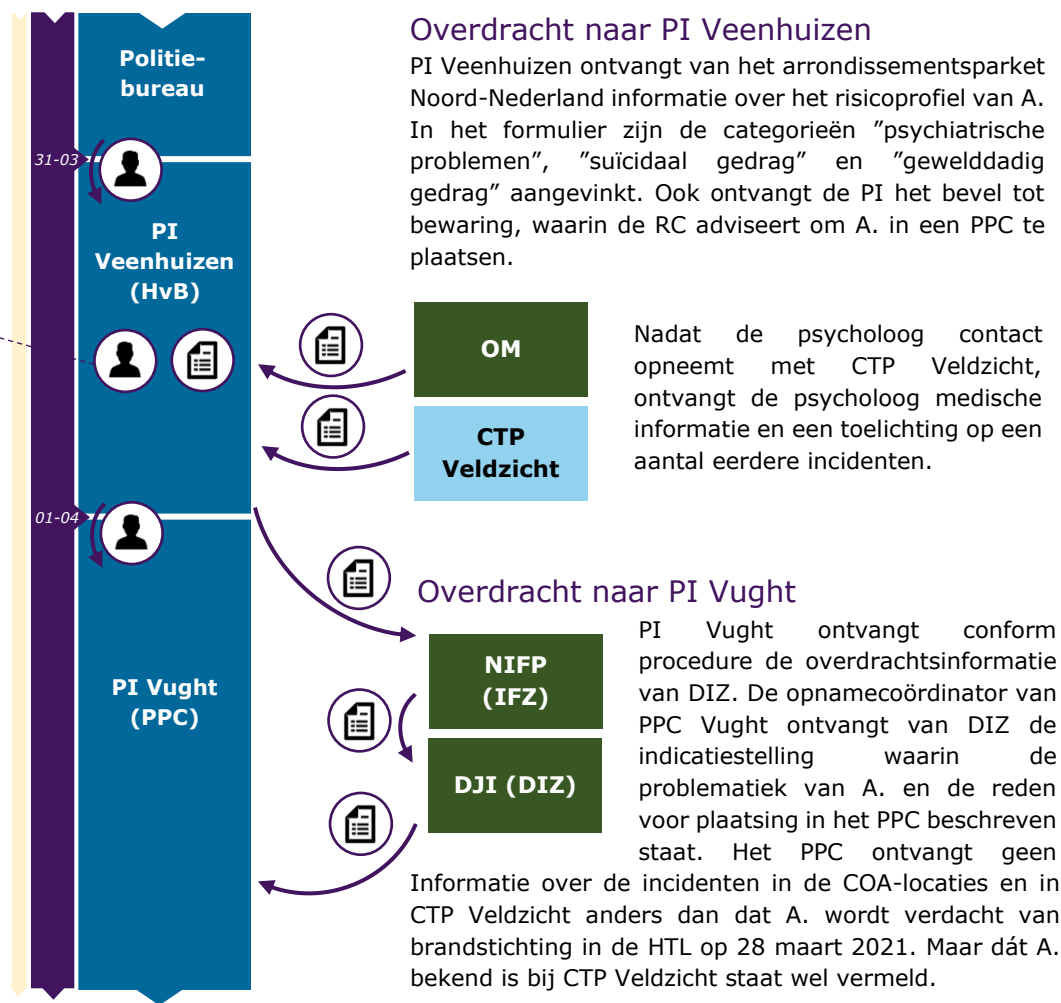 Politie-
bureau
31-03
PI
Veenhuizen
(HvB)
01-04
PI Vught
(PPC)
Overdracht naar PI Veenhuizen
PI Veenhuizen ontvangt van het arrondissementsparket
Noord-Nederland informatie over het risicoprofiel van A.
In het formulier zijn de categorieën ”psychiatrische
problemen”, ”suïcidaal gedrag” en ”gewelddadig
gedrag” aangevinkt. Ook ontvangt de PI het bevel tot
bewaring, waarin de RC adviseert om A. in een PPC te
plaatsen.
OM
CTP
Veldzicht
Nadat de psycholoog contact
opneemt met CTP Veldzicht,
ontvangt de psycholoog medische
informatie en een toelichting op een
aantal eerdere incidenten.
Overdracht naar PI Vught
NIFP
(IFZ)
DJI (DIZ)
PI Vught ontvangt conform
procedure de overdrachtsinformatie
van DIZ. De opnamecoördinator van
PPC Vught ontvangt van DIZ de
indicatiestelling waarin de
problematiek van A. en de reden
voor plaatsing in het PPC beschreven
staat. Het PPC ontvangt geen
Informatie over de incidenten in de COA-locaties en in
CTP Veldzicht anders dan dat A. wordt verdacht van
brandstichting in de HTL op 28 maart 2021. Maar dát A.
bekend is bij CTP Veldzicht staat wel vermeld.